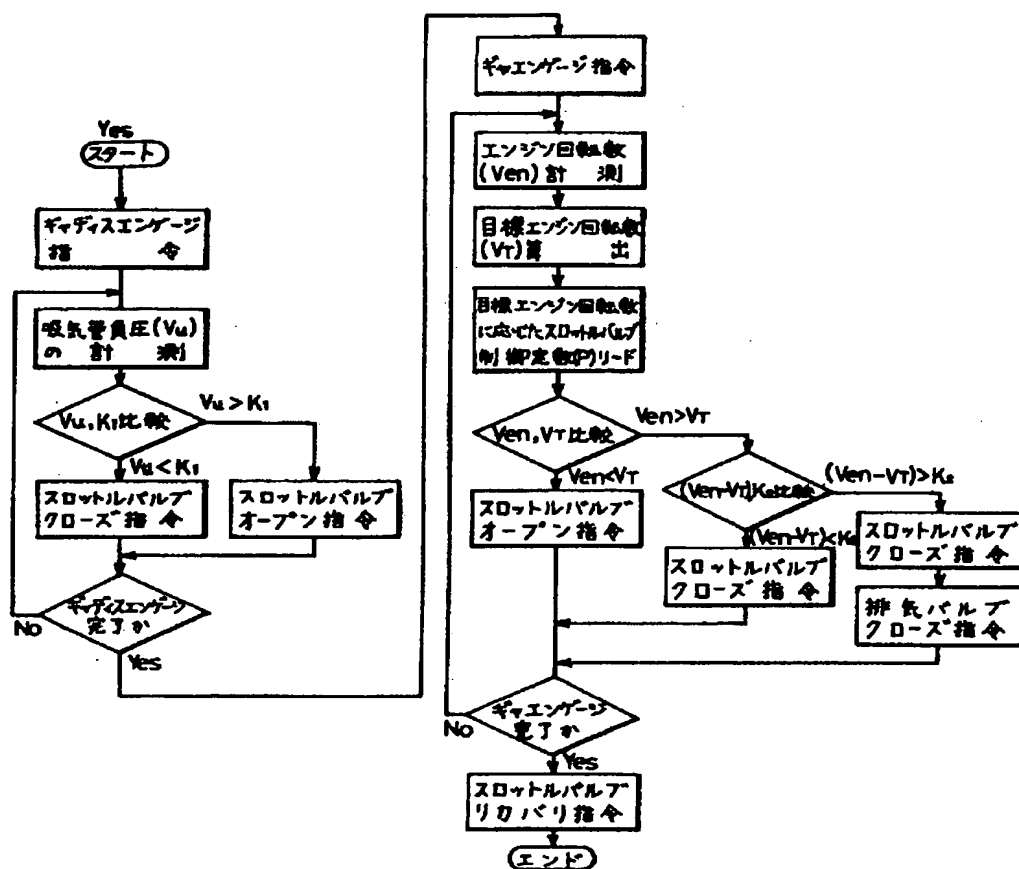 Yes
スタート
ギヤディスエンゲージ
指 令
吸気管負圧(Vu)
の 計 測
Vu,K₁比較
Vu>K₁
Vu<K₁
スロットルバルブ
クローズ指令
スロットルバルブ
オープン指令
ギヤディスエンゲージ
完了か
No
Yes
ギヤエンゲージ指令
エンジン回転数
(Ven)計 測
目標エンジン回転数
(VT)算 出
目標エンジン回転数
に応じたスロットルバルブ
制御定数(P)リード
Ven,VT比較
Ven>VT
Ven<VT
スロットルバルブ
オープン指令
(Ven-VT),K₂比較
(Ven-VT)>K₂
(Ven-VT)<K₂
スロットルバルブ
クローズ指令
スロットルバルブ
クローズ指令
排気バルブ
クローズ指令
ギヤエンゲージ
完了か
No
Yes
スロットルバルブ
リカバリ指令
エンド